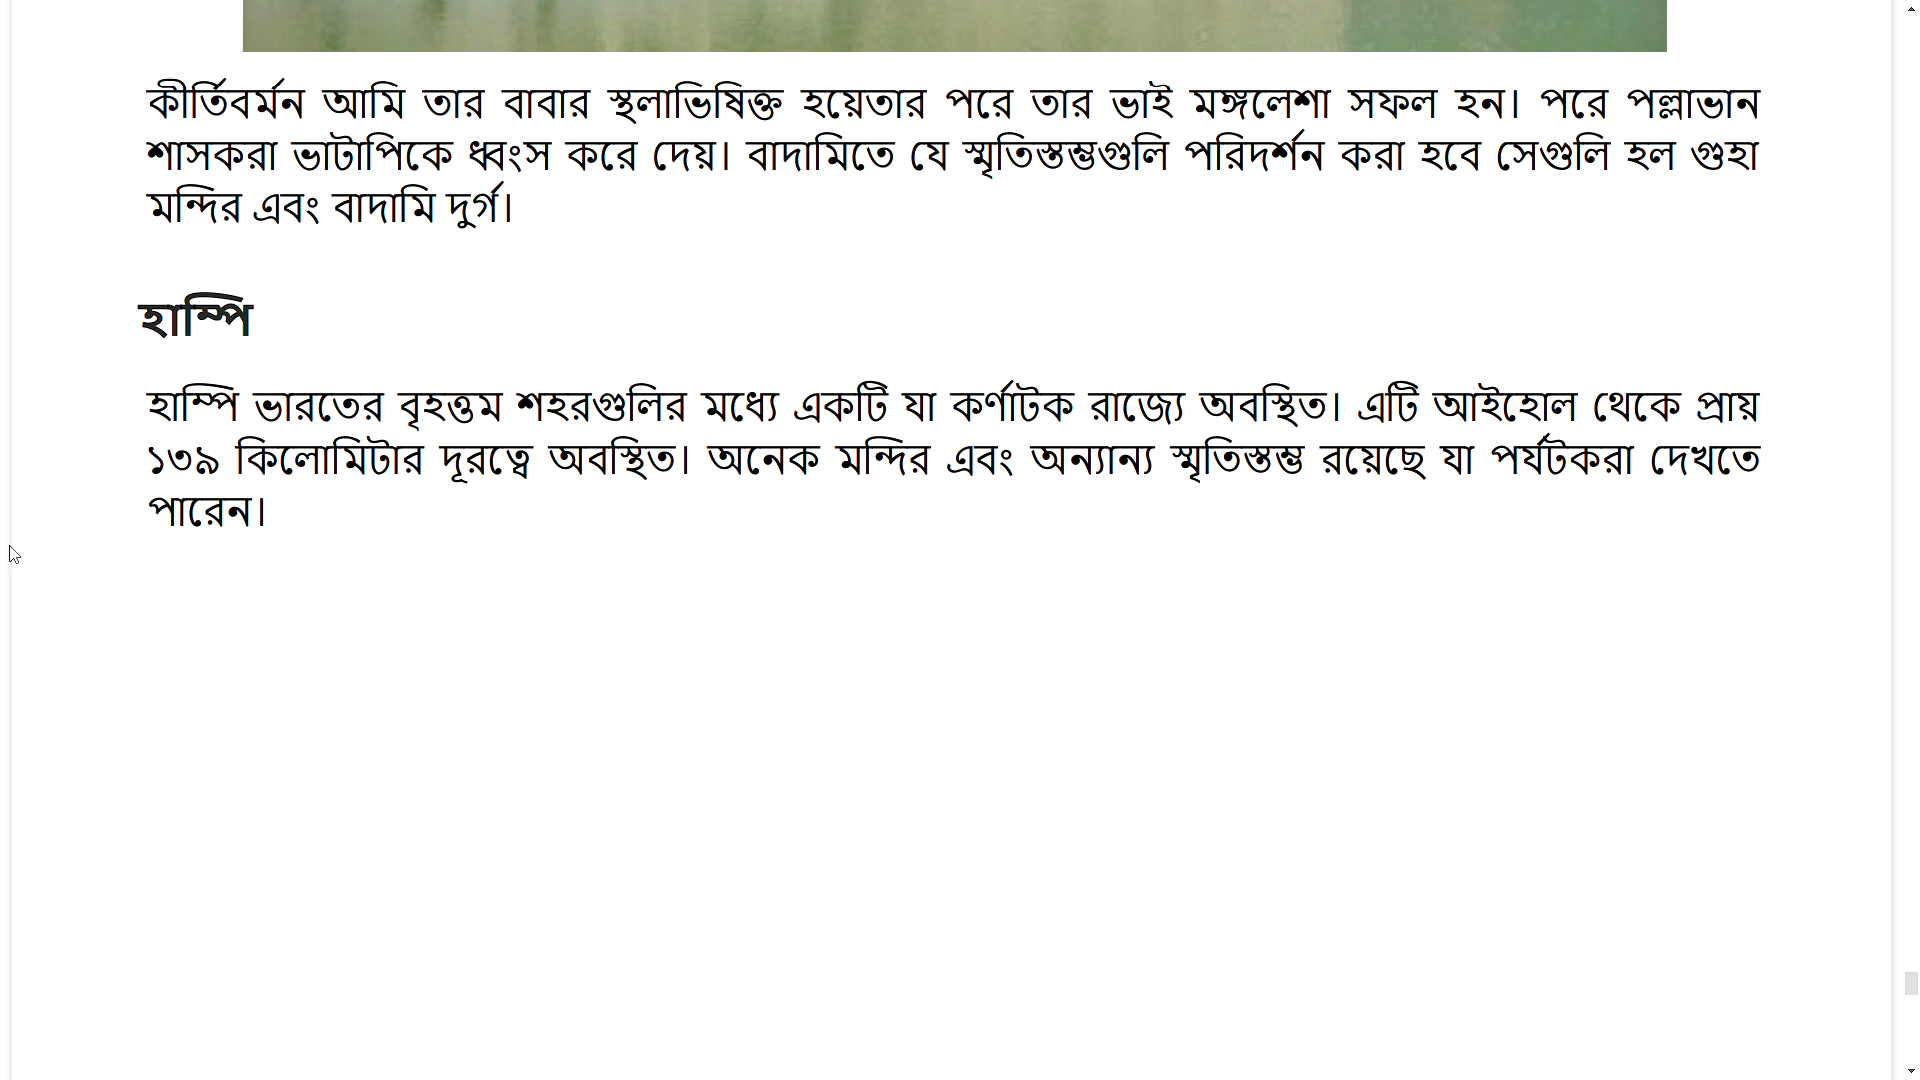 কীর্তিবর্মন আমি তার বাবার স্থলাভিষিক্ত হয়েতার পরে তার ভাই মঙ্গলেশা সফল হন। পরে পল্লাভান
শাসকরা ভাটাপিকে ধ্বংস করে দেয়। বাদামিতে যে স্মৃতিস্তম্ভগুলি পরিদর্শন করা হবে সেগুলি হল গুহা
মন্দির এবং বাদামি দুর্গ।
হাম্পি
হাম্পি ভারতের বৃহত্তম শহরগুলির মধ্যে একটি যা কর্ণাটক রাজ্যে অবস্থিত। এটি আইহোল থেকে প্রায়
১৩৯ কিলোমিটার দূরত্বে অবস্থিত। অনেক মন্দির এবং অন্যান্য স্মৃতিস্তম্ভ রয়েছে যা পর্যটকরা দেখতে
পারেন।